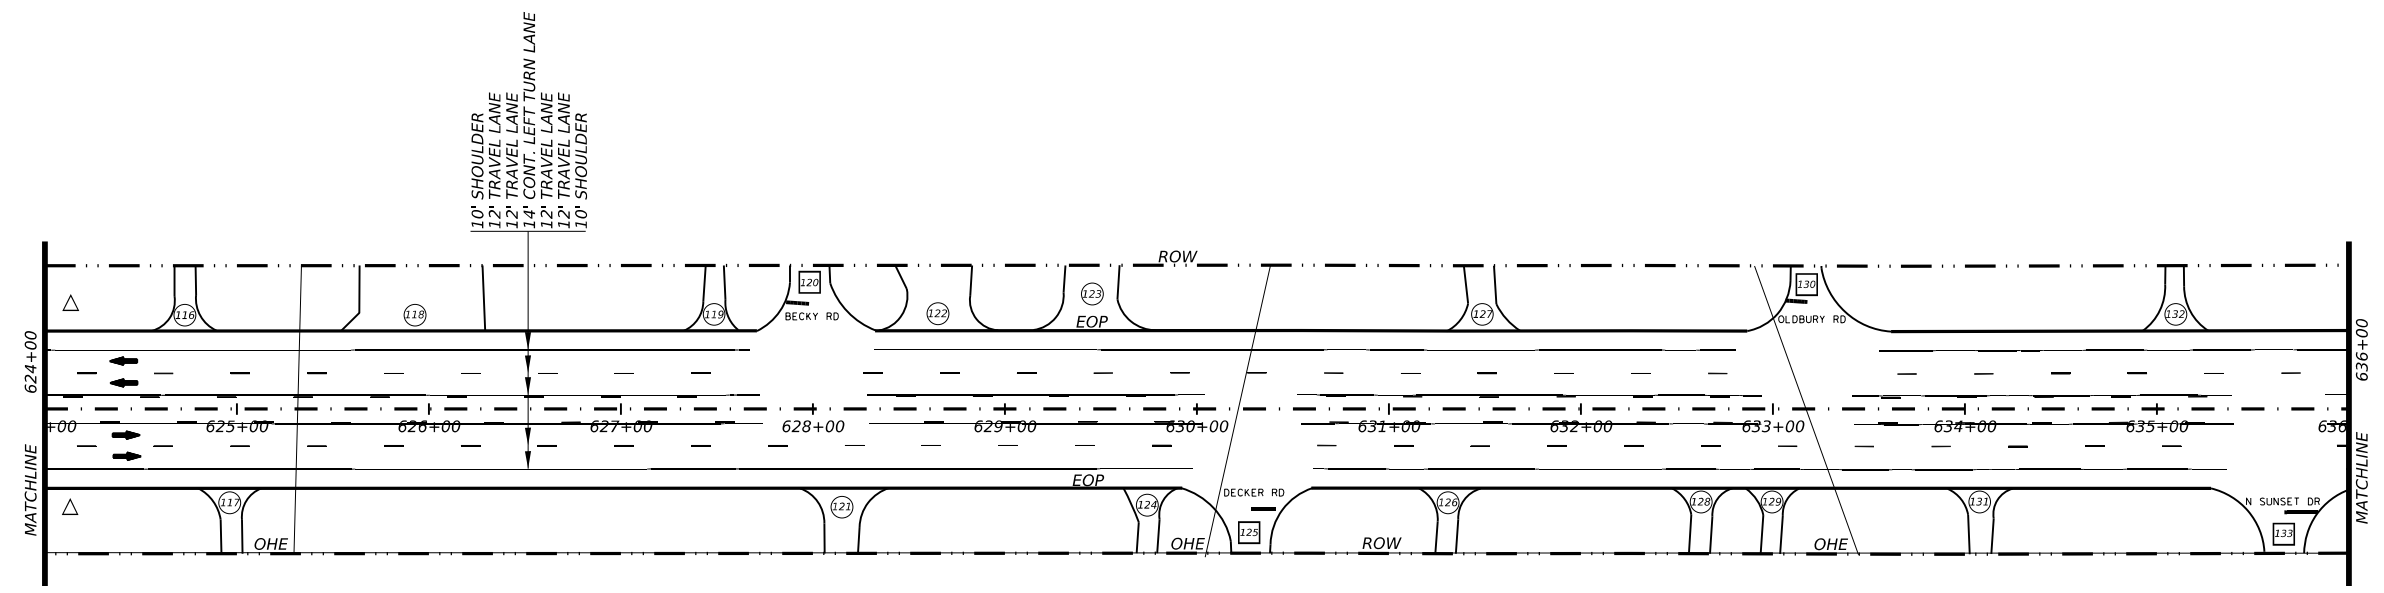 10' SHOULDER
12' TRAVEL LANE
12' TRAVEL LANE
14' CONT. LEFT TURN LANE
12' TRAVEL LANE
12' TRAVEL LANE
10' SHOULDER
ROW
120
130
123
116
118
119
122
127
132
BECKY RD
EOP
OLDBURY RD
624+00
636+00
+00
625+00
626+00
627+00
628+00
629+00
630+00
631+00
632+00
633+00
634+00
635+00
636
MATCHLINE
MATCHLINE
EOP
DECKER RD
N SUNSET DR
117
121
124
126
128
129
131
125
133
OHE
OHE
ROW
OHE